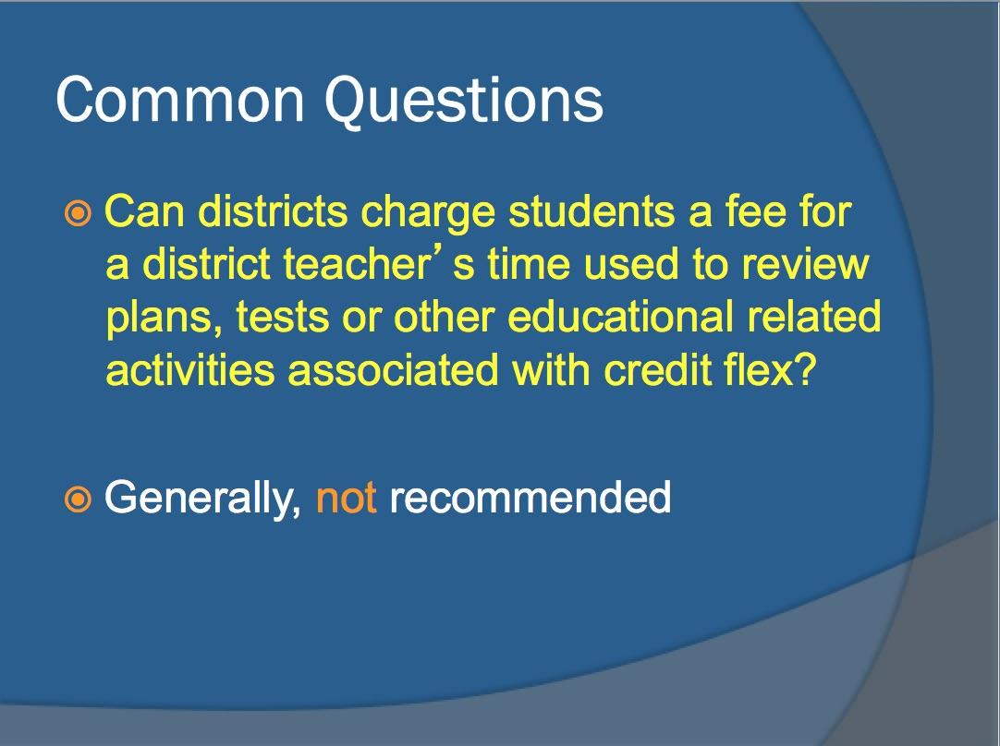 Common Questions
Can districts charge students a fee for
a district teacher’ s time used to review
plans, tests or other educational related
activities associated with credit flex?
Generally, not recommended